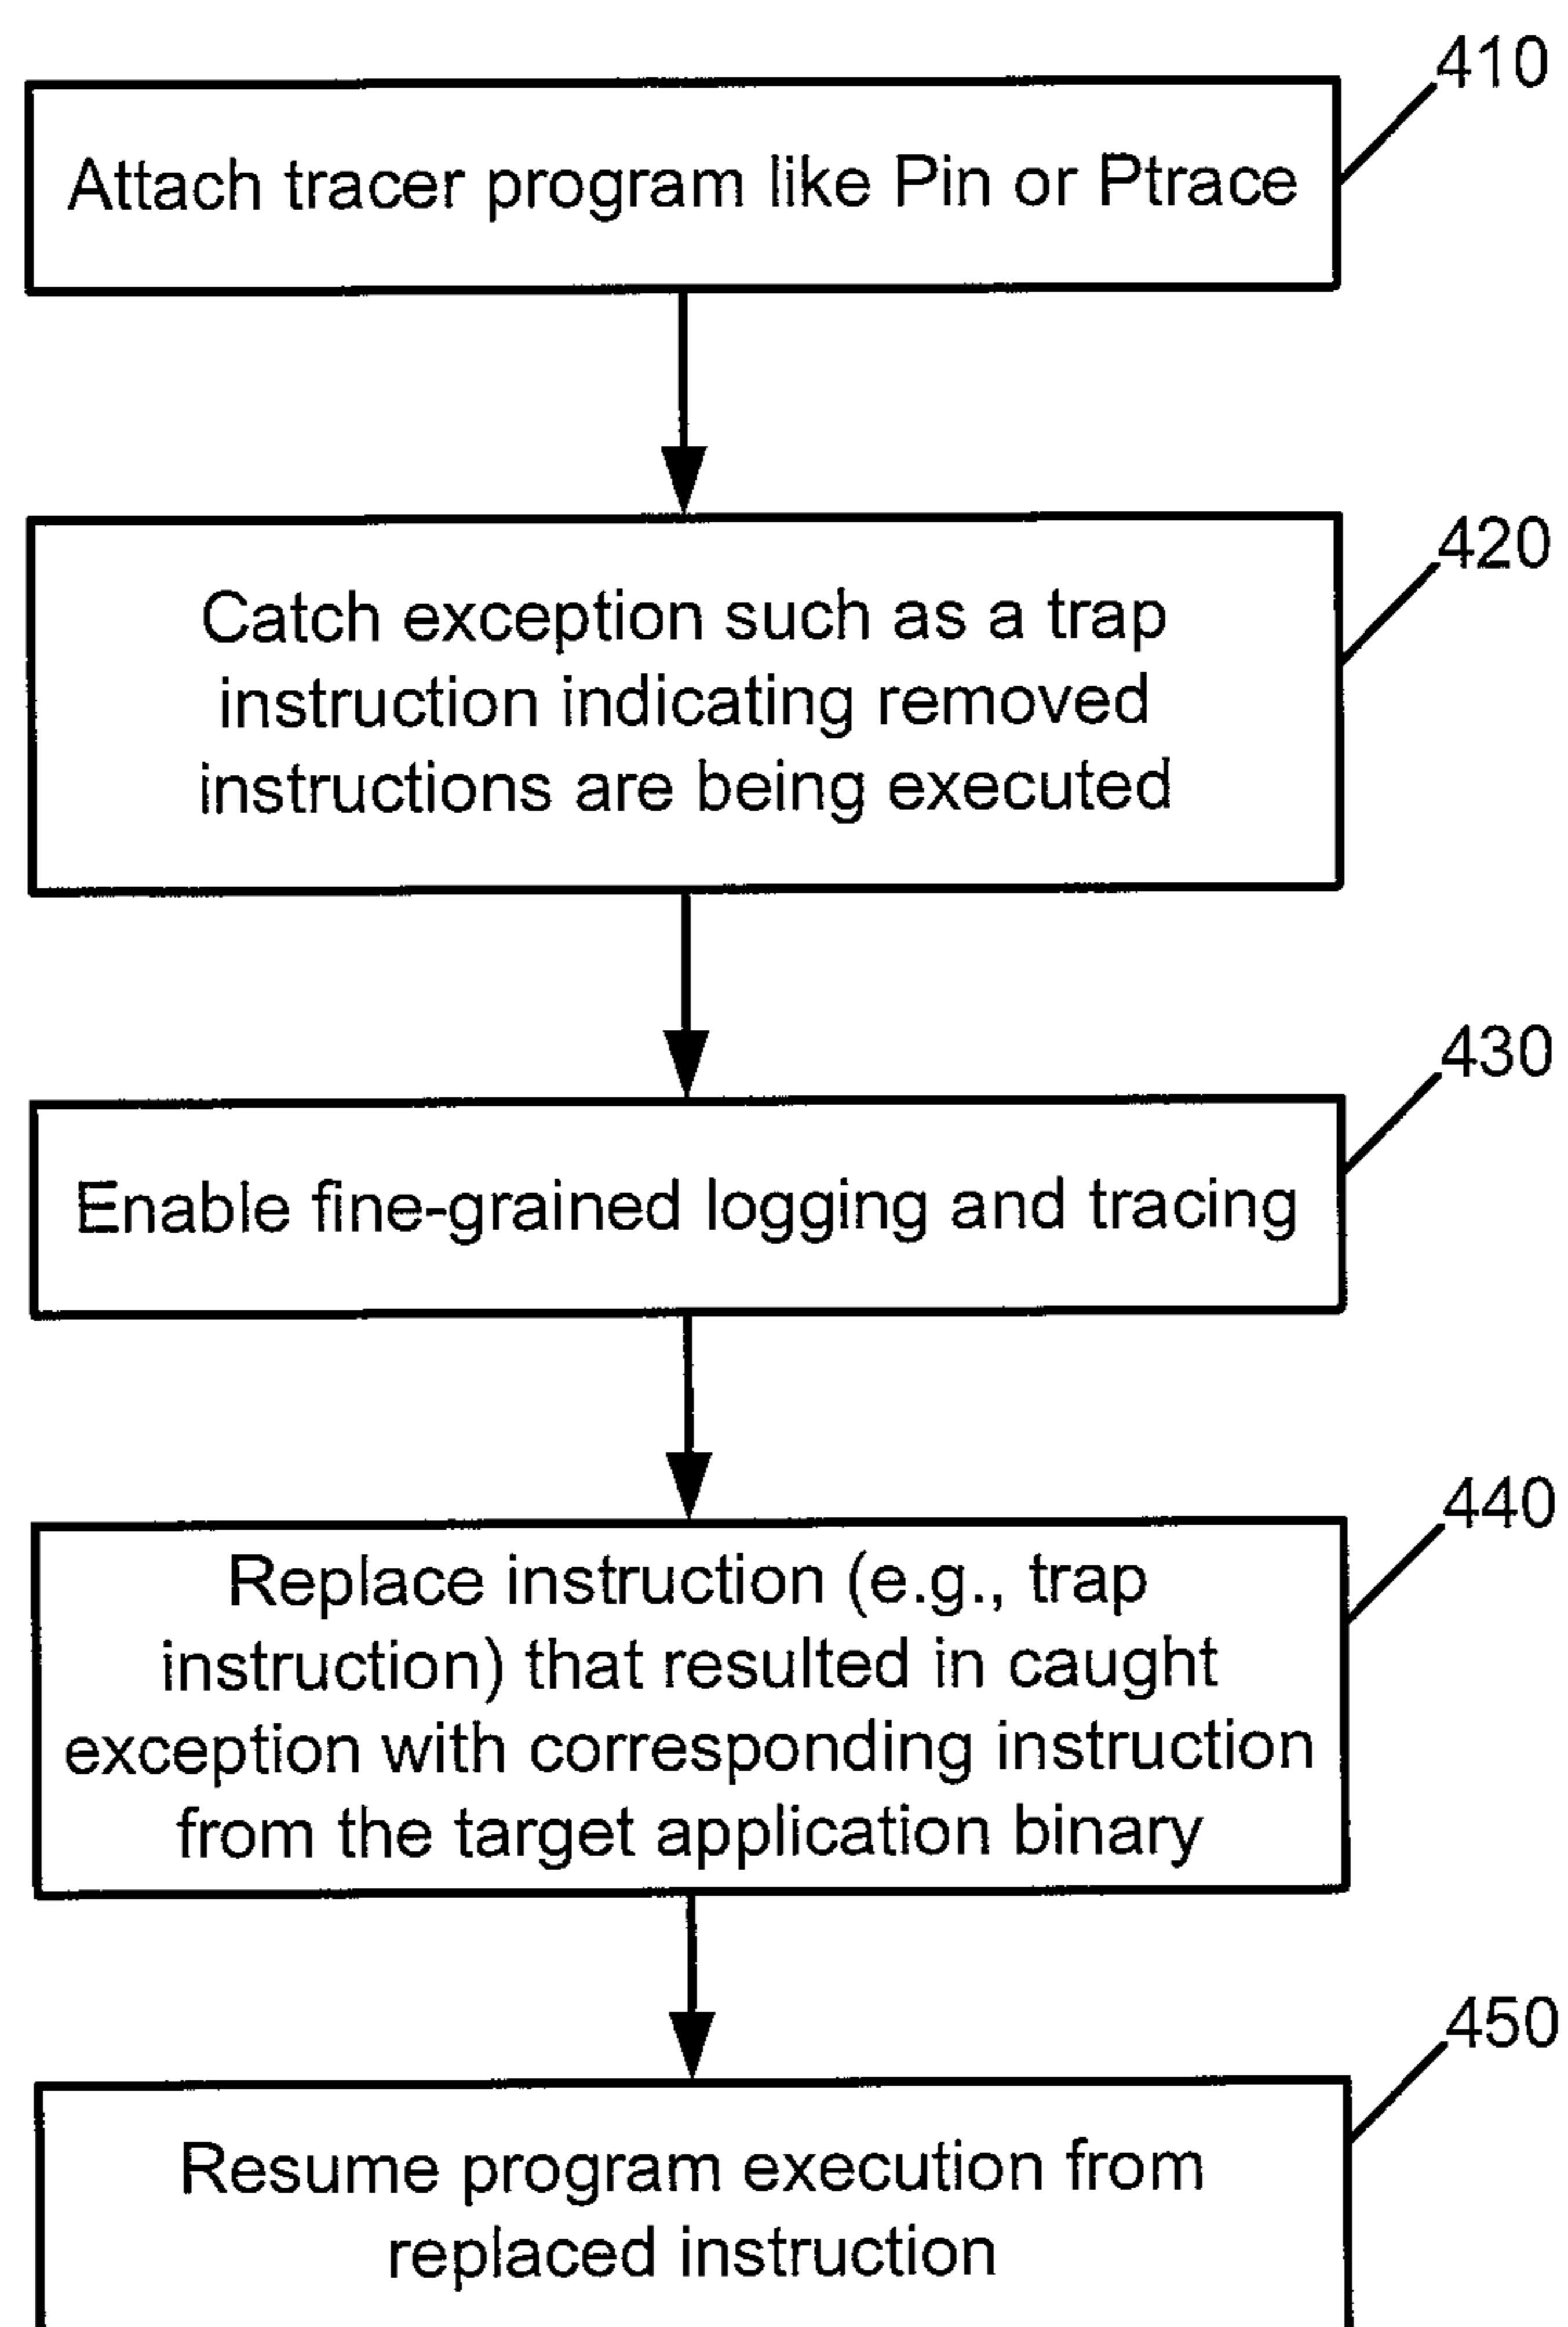 410
Attach tracer program like Pin or Ptrace
420
Catch exception such as a trap
instruction indicating removed
instructions are being executed
430
Enable fine-grained logging and tracing
440
Replace instruction (e.g., trap
instruction) that resulted in caught
exception with corresponding instruction
from the target application binary
450
Resume program execution from
replaced instruction